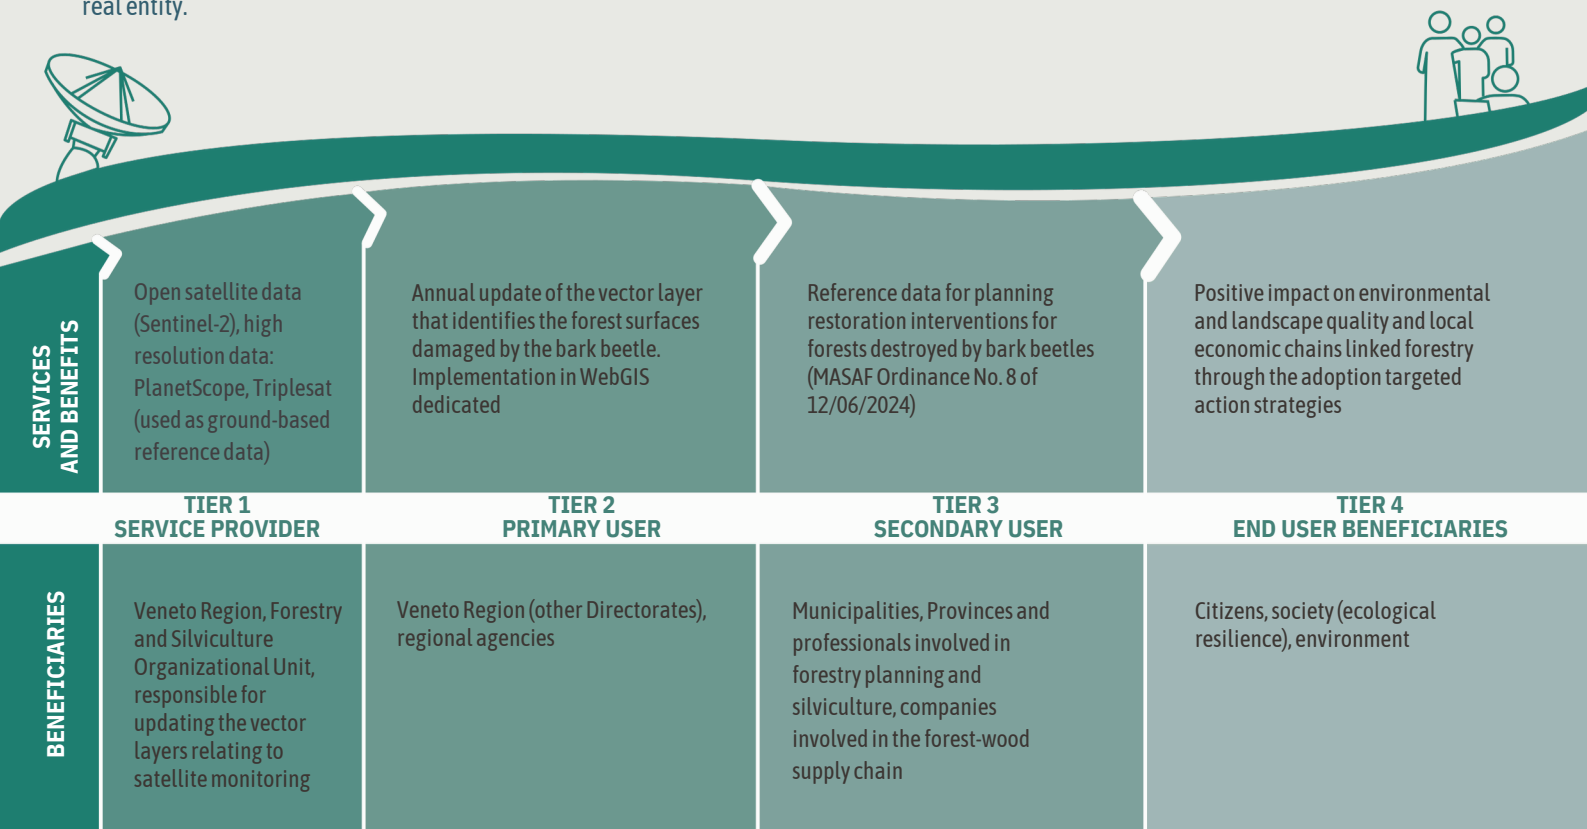 real entity.
SERVICES
AND BENEFITS
Open satellite data
(Sentinel-2), high
resolution data:
PlanetScope, Triplesat
(used as ground-based
reference data)
Annual update of the vector layer
that identifies the forest surfaces
damaged by the bark beetle.
Implementation in WebGIS
dedicated
Reference data for planning
restoration interventions for
forests destroyed by bark beetles
(MASAF Ordinance No. 8 of
12/06/2024)
Positive impact on environmental
and landscape quality and local
economic chains linked forestry
through the adoption targeted
action strategies
TIER 1
SERVICE PROVIDER
TIER 2
PRIMARY USER
TIER 3
SECONDARY USER
TIER 4
END USER BENEFICIARIES
BENEFICIARIES
Veneto Region, Forestry
and Silviculture
Organizational Unit,
responsible for
updating the vector
layers relating to
satellite monitoring
Veneto Region (other Directorates),
regional agencies
Municipalities, Provinces and
professionals involved in
forestry planning and
silviculture, companies
involved in the forest-wood
supply chain
Citizens, society (ecological
resilience), environment